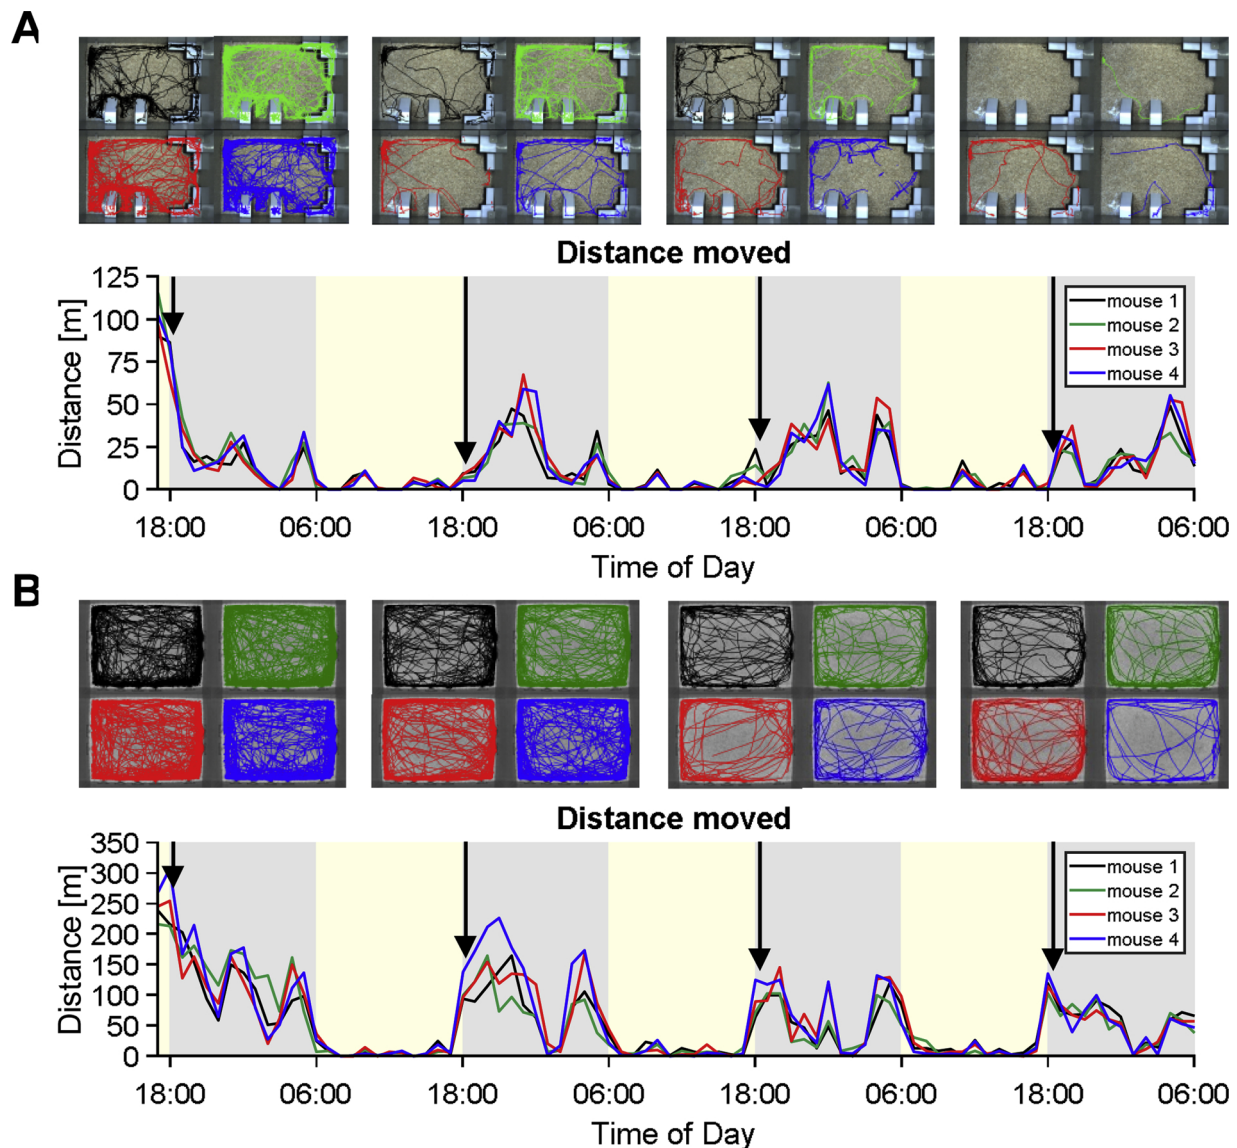 A
Distance moved
125
100
75
50
25
0
Distance [m]
mouse 1
mouse 2
mouse 3
mouse 4
18:00 06:00 18:00 06:00 18:00 06:00 18:00 06:00
Time of Day
B
Distance moved
350
300
250
200
150
100
50
0
Distance [m]
mouse 1
mouse 2
mouse 3
mouse 4
18:00 06:00 18:00 06:00 18:00 06:00 18:00 06:00
Time of Day